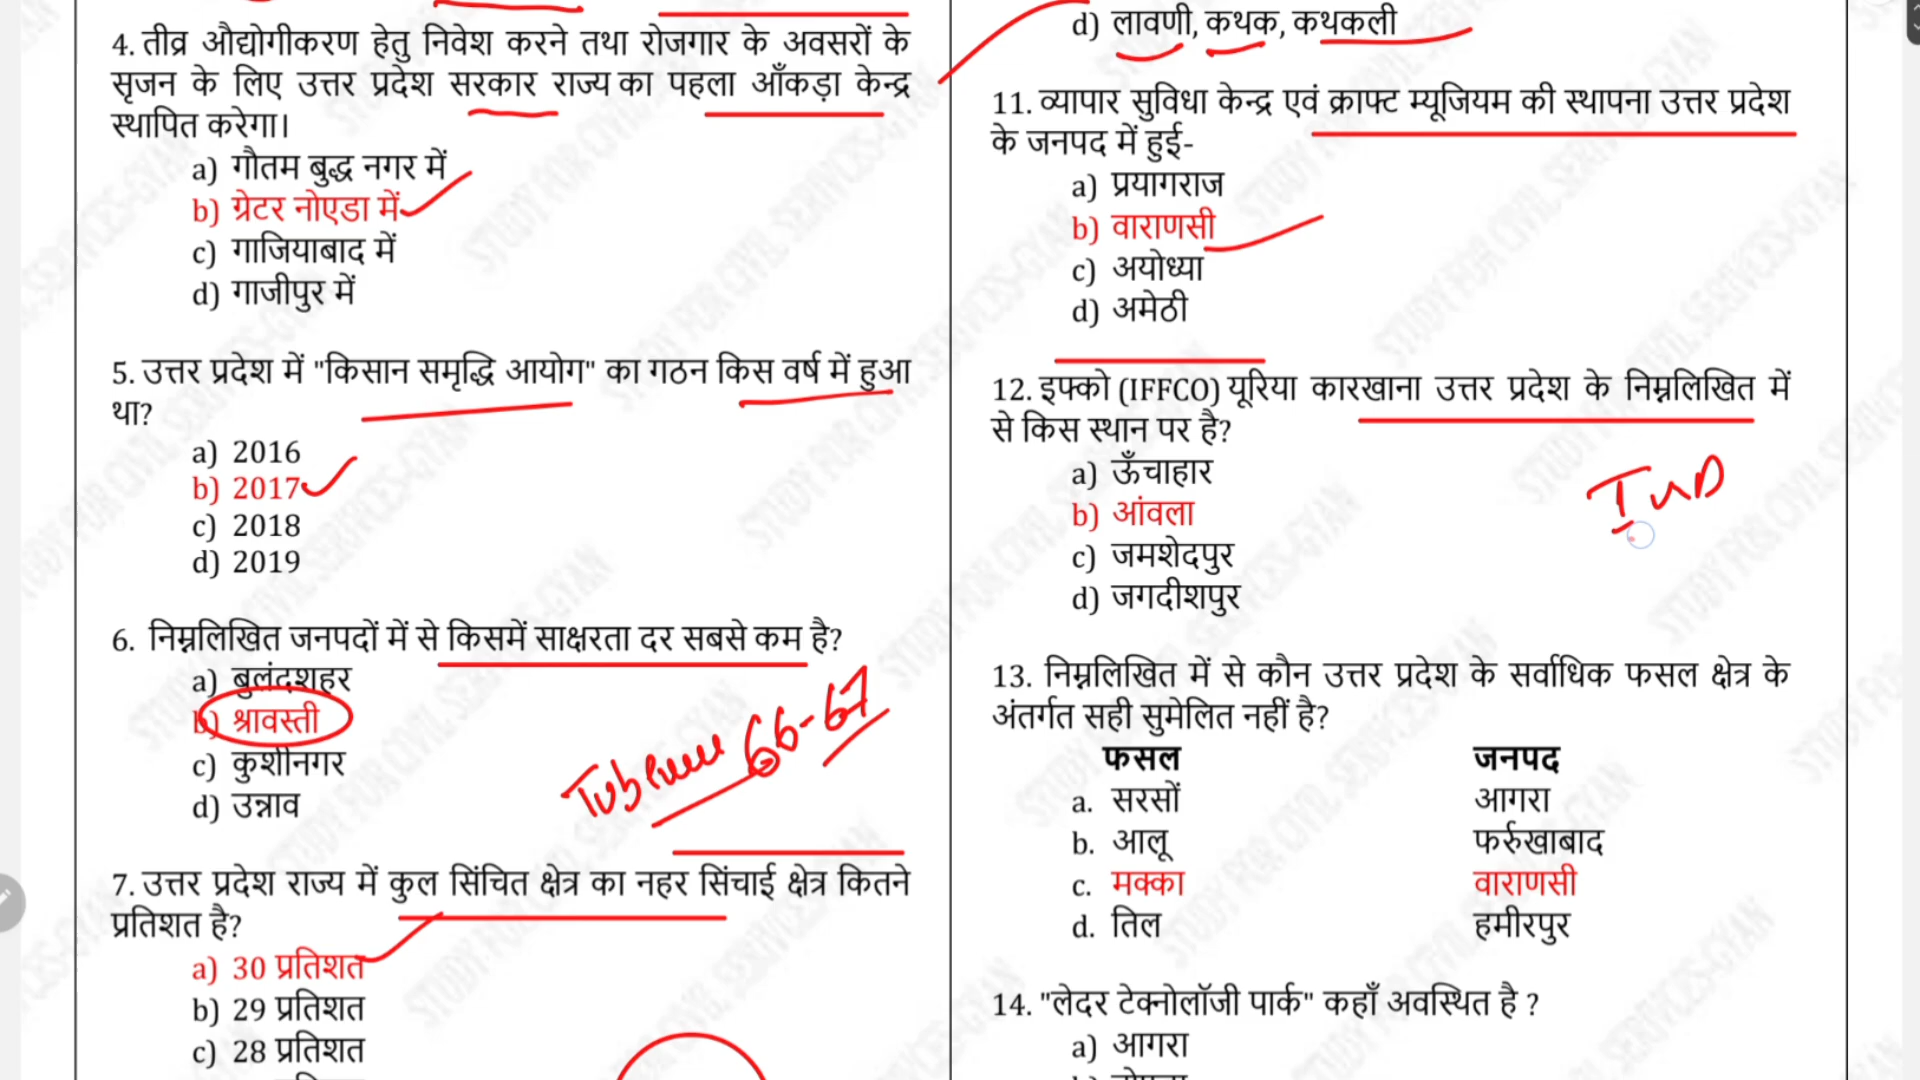 4. तीव्र औद्योगीकरण हेतु निवेश करने तथा रोजगार के अवसरों के
सृजन के लिए उत्तर प्रदेश सरकार राज्य का पहला आँकड़ा केन्द्र
स्थापित करेगा।
a) गौतम बुद्ध नगर में
b) ग्रेटर नोएडा में
c) गाजियाबाद में
d) गाजीपुर में
5. उत्तर प्रदेश में "किसान समृद्धि आयोग" का गठन किस वर्ष में हुआ
था?
a) 2016
b) 2017
c) 2018
d) 2019
6. निम्नलिखित जनपदों में से किसमें साक्षरता दर सबसे कम है?
a) बुलंदशहर
b) श्रावस्ती
c) कुशीनगर
d) उन्नाव
66-67
7. उत्तर प्रदेश राज्य में कुल सिंचित क्षेत्र का नहर सिंचाई क्षेत्र कितने
प्रतिशत है?
a) 30 प्रतिशत
b) 29 प्रतिशत
c) 28 प्रतिशत
d) लावणी, कथक, कथकली
11. व्यापार सुविधा केन्द्र एवं क्राफ्ट म्यूजियम की स्थापना उत्तर प्रदेश
के जनपद में हुई-
a) प्रयागराज
b) वाराणसी
c) अयोध्या
d) अमेठी
12. इफ्को (IFFCO) यूरिया कारखाना उत्तर प्रदेश के निम्नलिखित में
से किस स्थान पर है?
a) ऊँचाहार
b) आंवला
c) जमशेदपुर
d) जगदीशपुर
13. निम्नलिखित में से कौन उत्तर प्रदेश के सर्वाधिक फसल क्षेत्र के
अंतर्गत सही सुमेलित नहीं है?
फसल जनपद
a. सरसों आगरा
b. आलू फर्रुखाबाद
c. मक्का वाराणसी
d. तिल हमीरपुर
14. "लेदर टेक्नोलॉजी पार्क" कहाँ अवस्थित है ?
a) आगरा
STUDY FOR CIVIL SERIVCES-GYAN